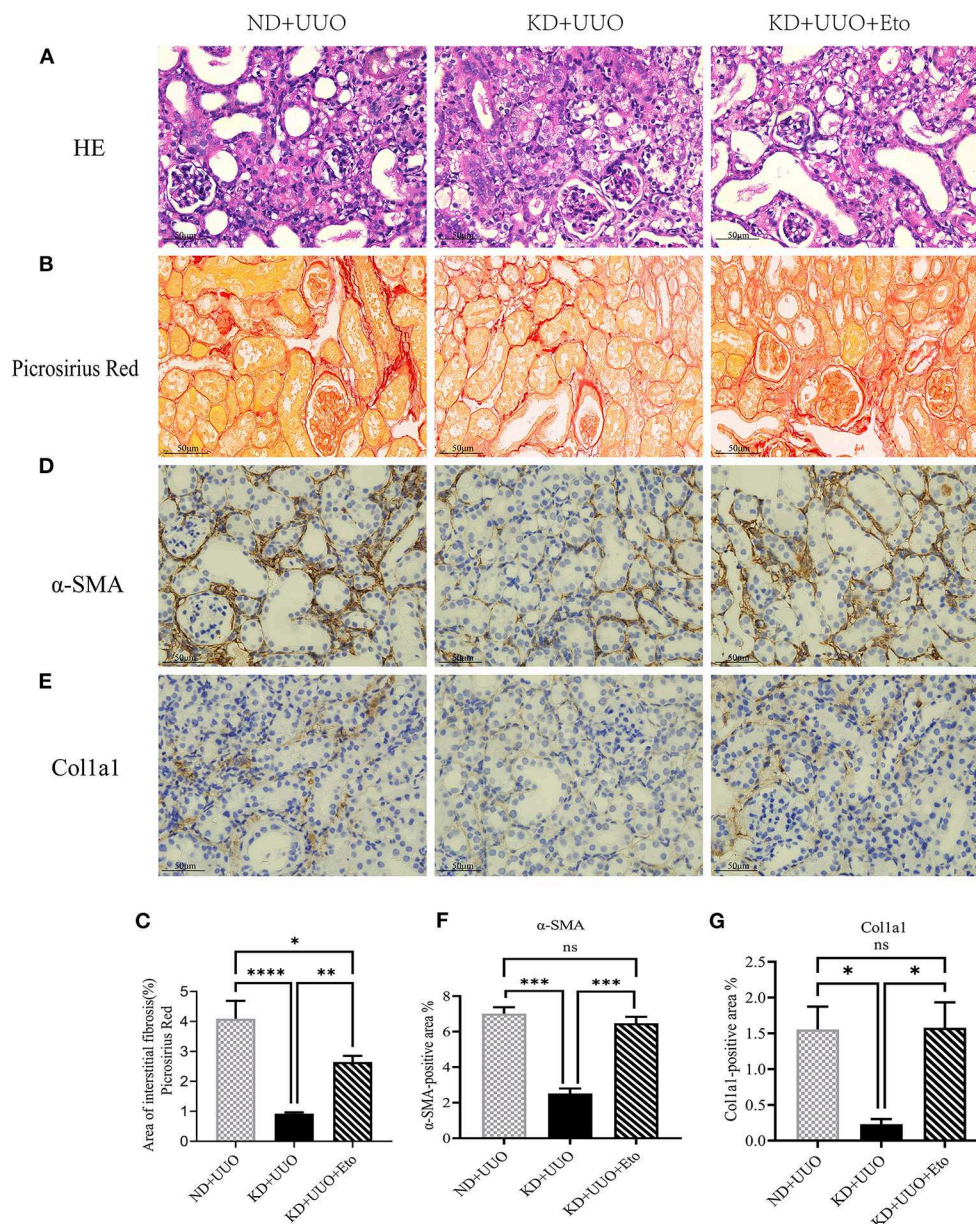 ND+UUO KD+UUO KD+UUO+Eto
A
HE
50μm 50μm 50μm
B
Picrosirius Red
50μm 50μm 50μm
D
α-SMA
50μm 50μm 50μm
E
Col1a1
50μm 50μm 50μm
C
*
**** **
Area of interstitial fibrosis(%)
Picrosirius Red
5
4
3
2
1
0
ND+UUO
KD+UUO
KD+UUO+Eto
F
α-SMA
ns
*** ***
α-SMA-positive area %
8
6
4
2
0
ND+UUO
KD+UUO
KD+UUO+Eto
G
Col1a1
ns
* *
Col1a1-positive area %
2.5
2.0
1.5
1.0
0.5
0.0
ND+UUO
KD+UUO
KD+UUO+Eto